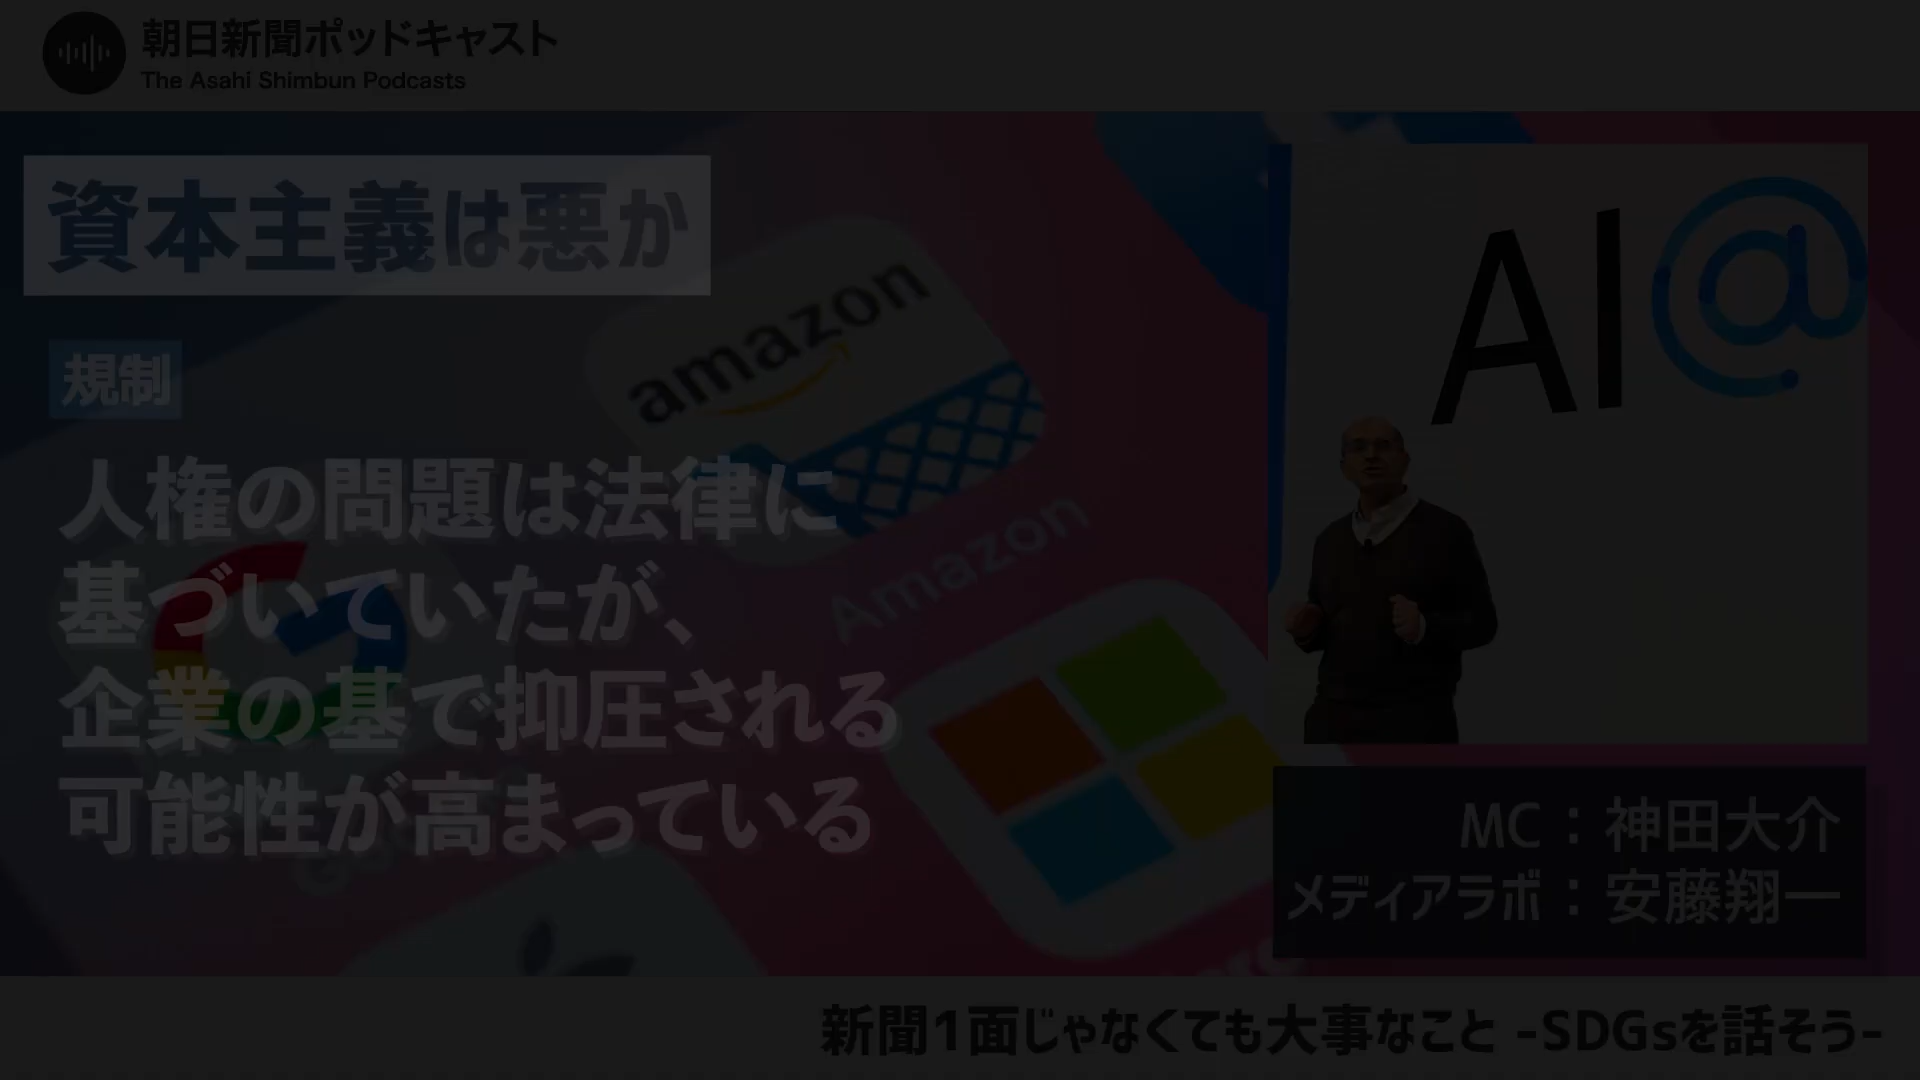 朝日新聞ポッドキャスト
The Asahi Shimbun Podcasts
資本主義は悪か
規制
人権の問題は法律に
基づいていたが、
企業の基で抑圧される
可能性が高まっている
amazon
Amazon
AI@
MC：神田大介
メディアラボ：安藤翔一
新聞1面じゃなくても大事なこと -SDGsを話そう-